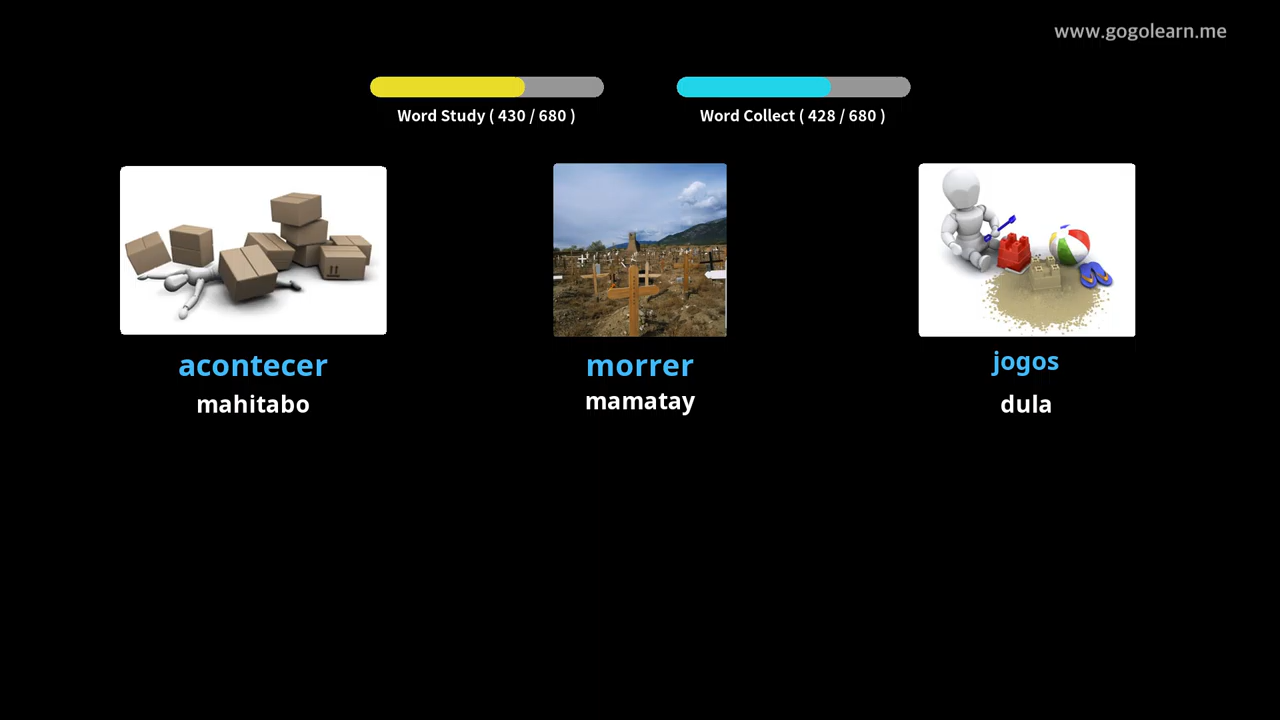 www.gogolearn.me
Word Study ( 430 / 680 )
Word Collect ( 428 / 680 )
acontecer
mahitabo
morrer
mamatay
jogos
dula